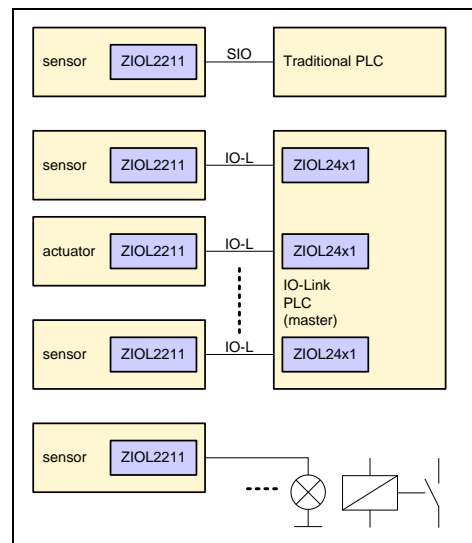 sensor ZIOL2211 SIO Traditional PLC
sensor ZIOL2211 IO-L ZIOL24x1
actuator ZIOL2211 IO-L ZIOL24x1
IO-Link
PLC
(master)
sensor ZIOL2211 IO-L ZIOL24x1
sensor ZIOL2211